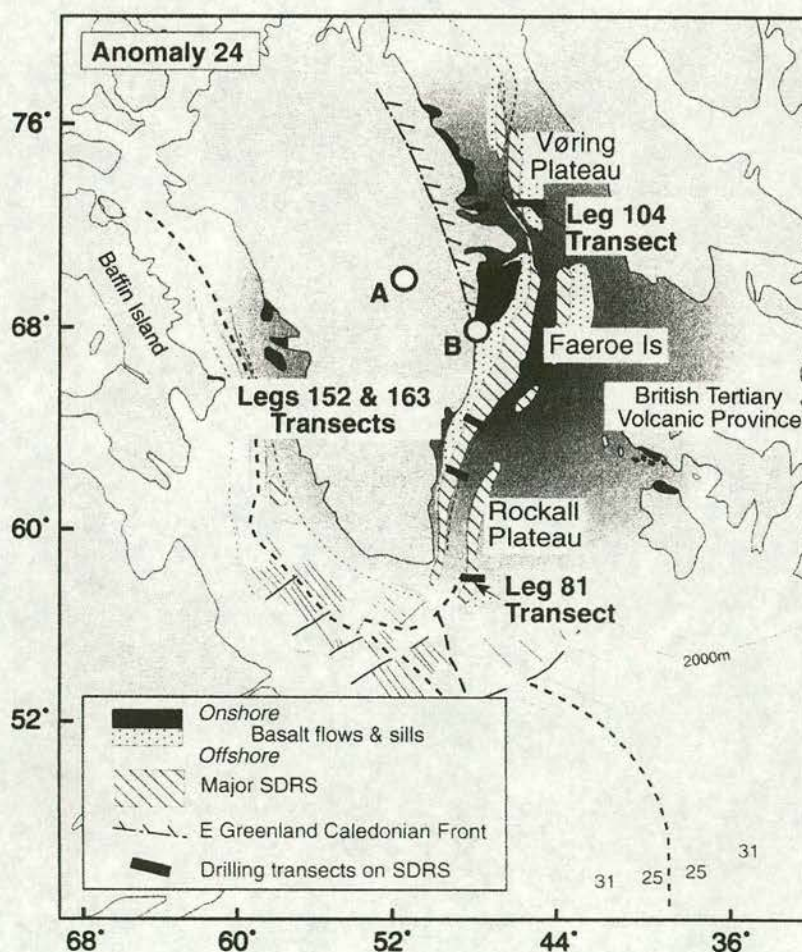 Anomaly 24
76°
Vøring
Plateau
Leg 104
Transect
Baffin Island
A
68°
B
Faeroe Is
Legs 152 & 163
Transects
British Tertiary
Volcanic Province
Rockall
Plateau
60°
Leg 81
Transect
2000m
52°
Onshore
Basalt flows & sills
Offshore
Major SDRS
E Greenland Caledonian Front
Drilling transects on SDRS
31 25 25 31
68° 60° 52° 44° 36°